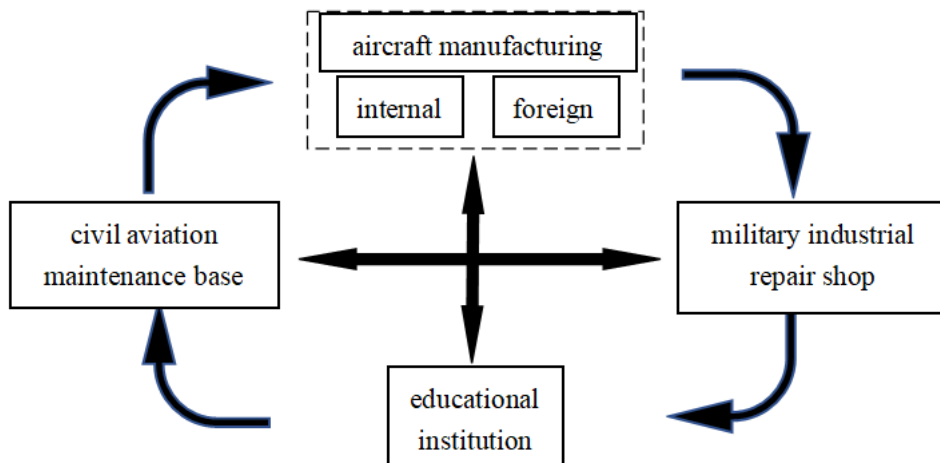 aircraft manufacturing
internal
foreign
civil aviation
maintenance base
military industrial
repair shop
educational
institution